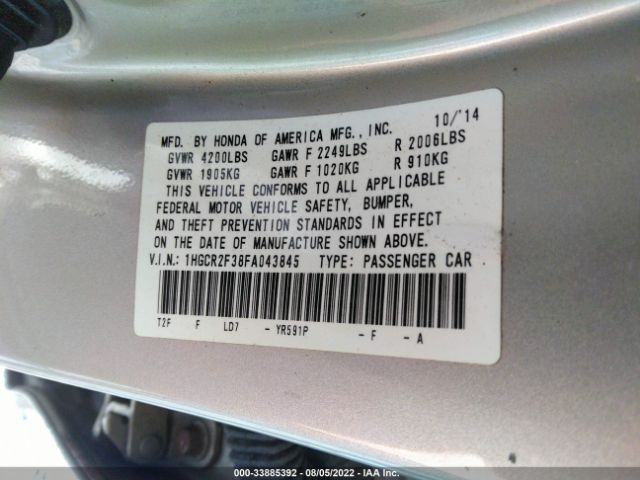 MFD. BY HONDA OF AMERICA MFG., INC. 10/'14
GVWR 4200LBS GAWR F 2249LBS R 2006LBS
GVWR 1905KG GAWR F 1020KG R 910KG
THIS VEHICLE CONFORMS TO ALL APPLICABLE
FEDERAL MOTOR VEHICLE SAFETY, BUMPER,
AND THEFT PREVENTION STANDARDS IN EFFECT
ON THE DATE OF MANUFACTURE SHOWN ABOVE.
V.I.N.: 1HGCR2F38FA043845 TYPE: PASSENGER CAR
T2F F LD7 - YR591P - F - A
000-33885392 - 08/05/2022 - IAA Inc.